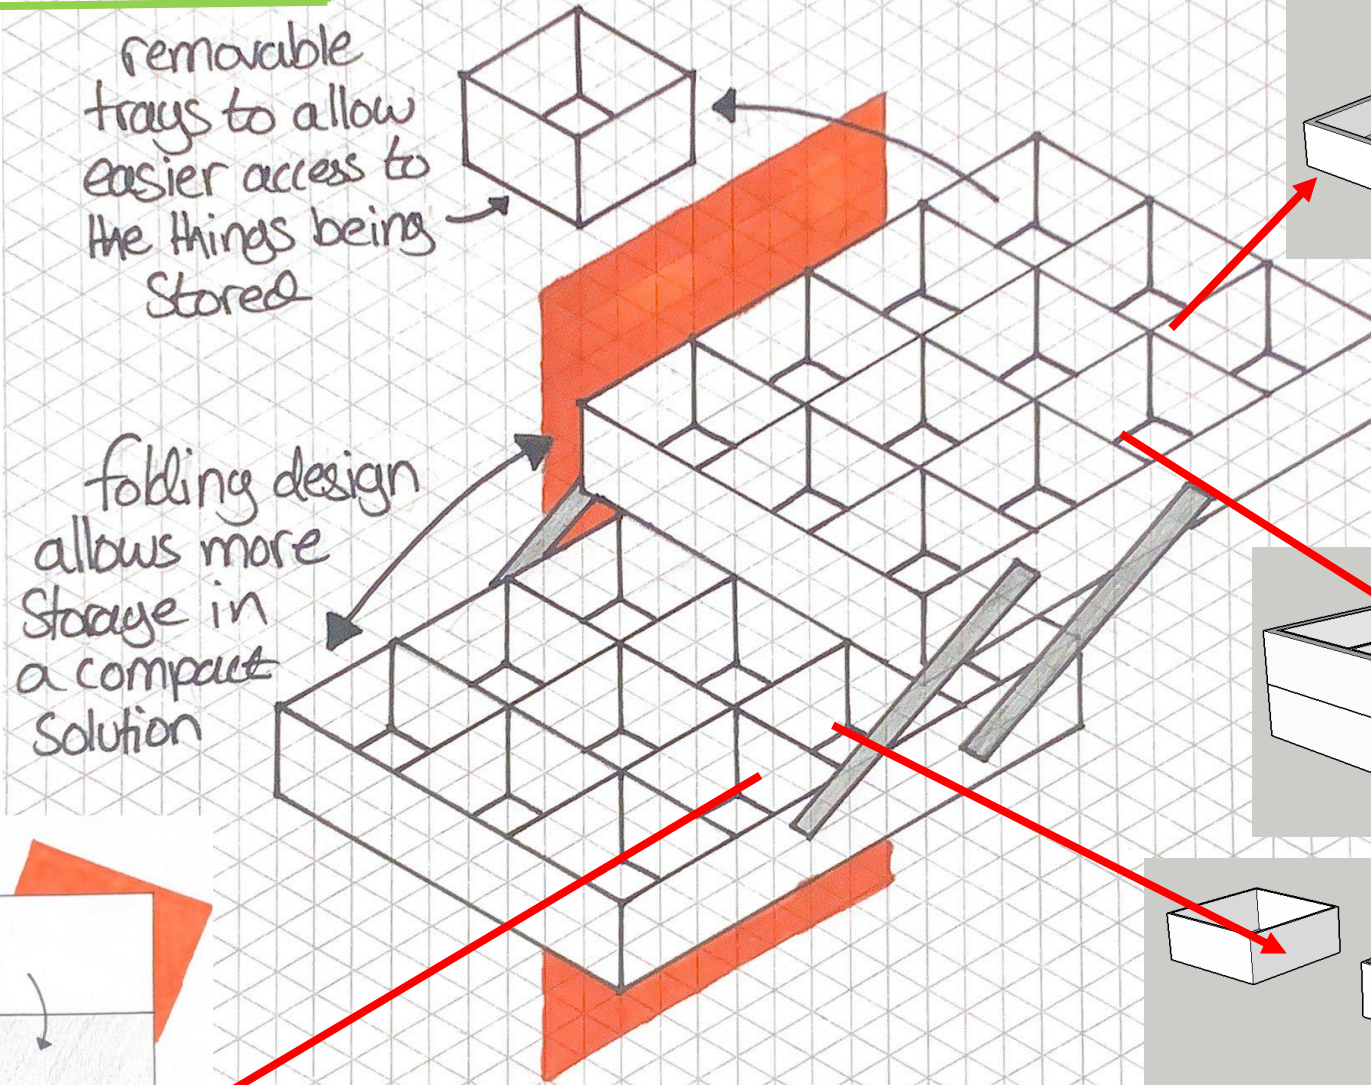 removable
trays to allow
easier access to
the things being
Stored
folding design
allows more
Storage in
a compact
Solution